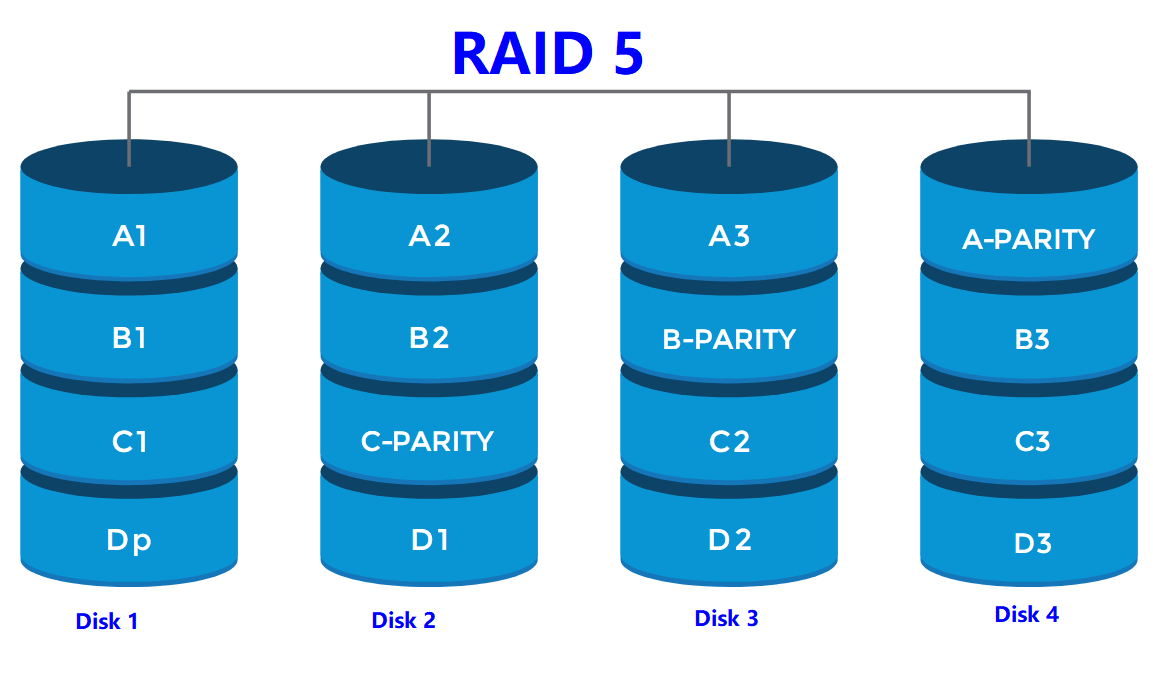 RAID 5
A1 A2 A3 A-PARITY
B1 B2 B-PARITY B3
C1 C-PARITY C2 C3
Dp D1 D2 D3
Disk 1 Disk 2 Disk 3 Disk 4